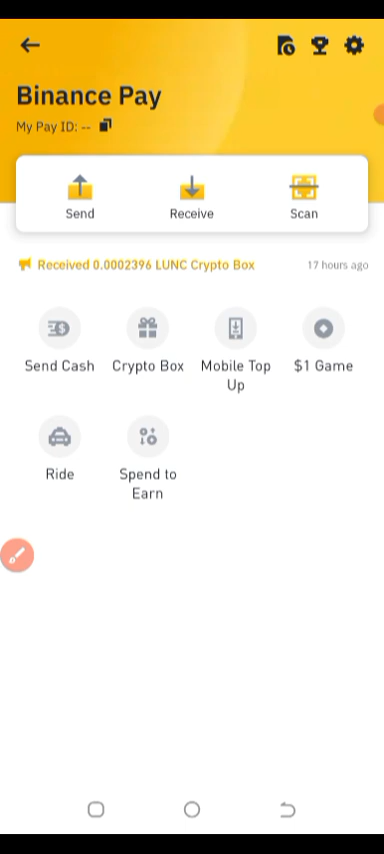 Binance Pay
My Pay ID: --
Send
Receive
Scan
Received 0.0002396 LUNC Crypto Box
17 hours ago
Send Cash
Crypto Box
Mobile Top
Up
$1 Game
Ride
Spend to
Earn